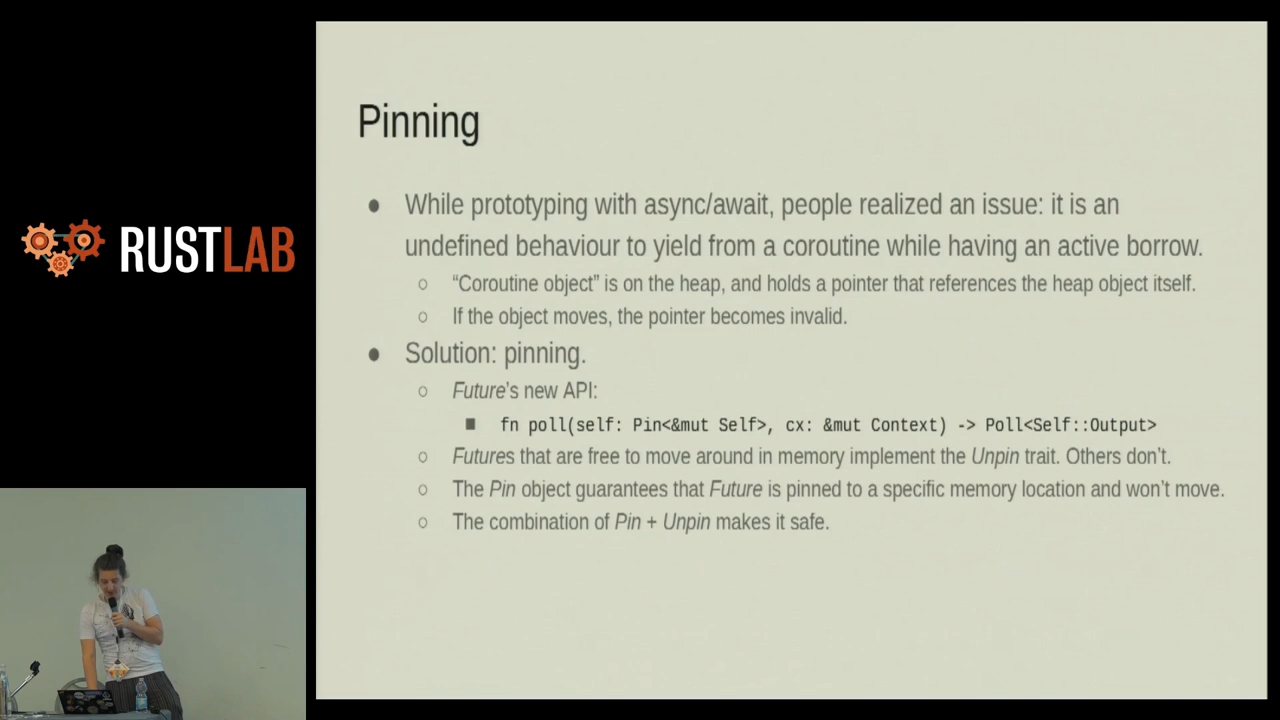 RUSTLAB
Pinning
● While prototyping with async/await, people realized an issue: it is an
undefined behaviour to yield from a coroutine while having an active borrow.
○ “Coroutine object” is on the heap, and holds a pointer that references the heap object itself.
○ If the object moves, the pointer becomes invalid.
● Solution: pinning.
○ Future’s new API:
■ fn poll(self: Pin<&mut Self>, cx: &mut Context) -> Poll<Self::Output>
○ Futures that are free to move around in memory implement the Unpin trait. Others don’t.
○ The Pin object guarantees that Future is pinned to a specific memory location and won’t move.
○ The combination of Pin + Unpin makes it safe.